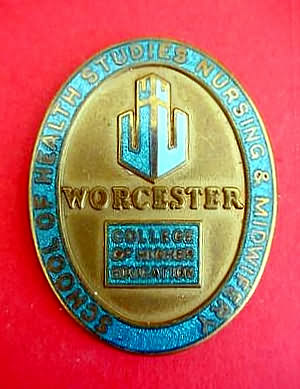 SCHOOL OF HEALTH STUDIES NURSING & MIDWIFERY
WORCESTER
COLLEGE
OF HIGHER
EDUCATION